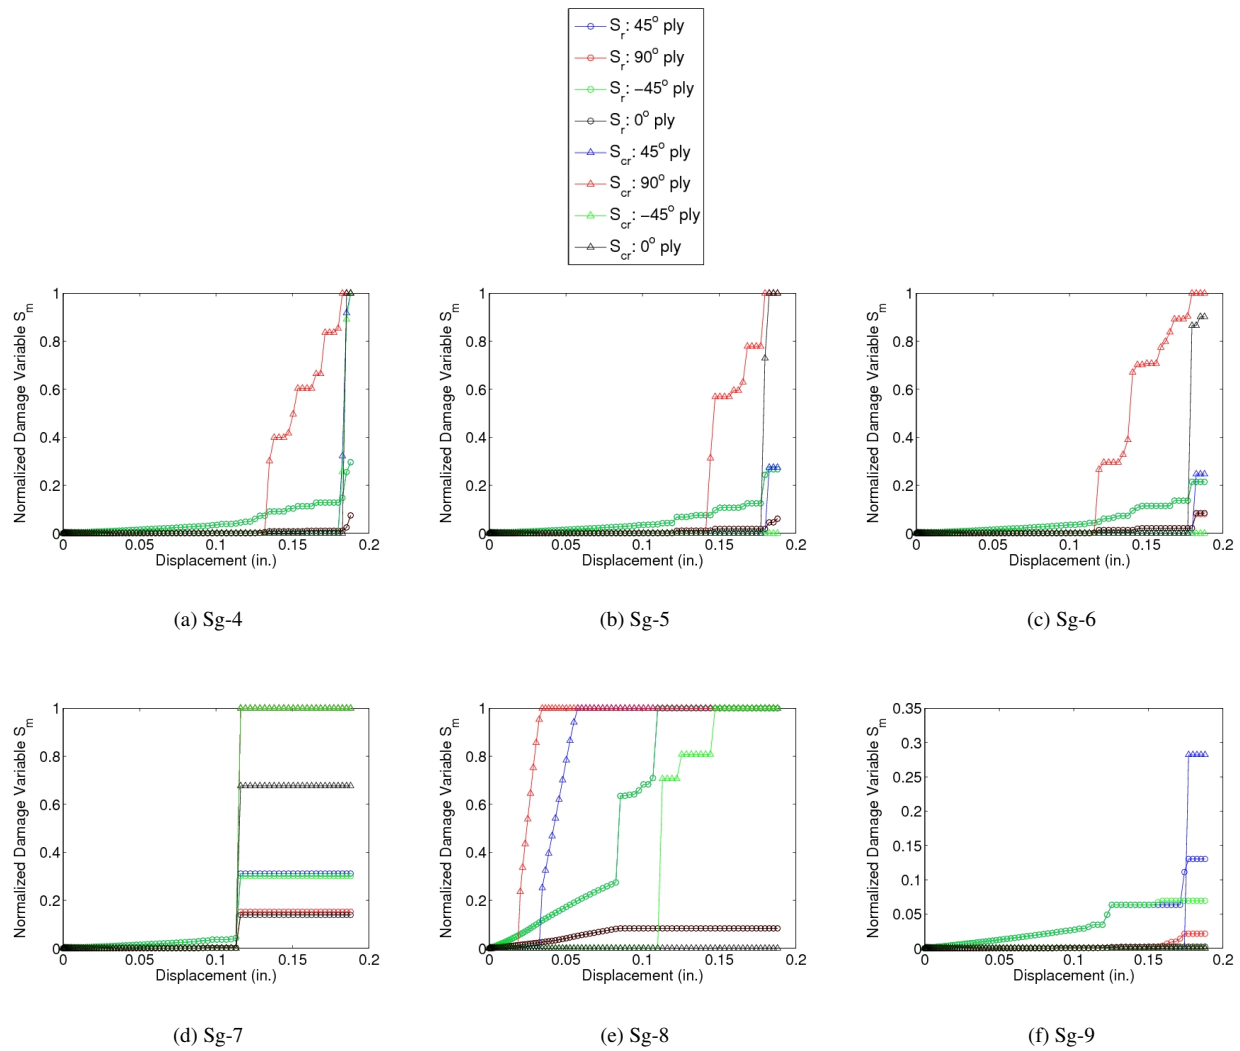 S_r: 45° ply
S_r: 90° ply
S_r: −45° ply
S_r: 0° ply
S_cr: 45° ply
S_cr: 90° ply
S_cr: −45° ply
S_cr: 0° ply
Normalized Damage Variable S_m
1
0.8
0.6
0.4
0.2
0
0 0.05 0.1 0.15 0.2
Displacement (in.)
(a) Sg-4
Normalized Damage Variable S_m
1
0.8
0.6
0.4
0.2
0
0 0.05 0.1 0.15 0.2
Displacement (in.)
(b) Sg-5
Normalized Damage Variable S_m
1
0.8
0.6
0.4
0.2
0
0 0.05 0.1 0.15 0.2
Displacement (in.)
(c) Sg-6
Normalized Damage Variable S_m
1
0.8
0.6
0.4
0.2
0
0 0.05 0.1 0.15 0.2
Displacement (in.)
(d) Sg-7
Normalized Damage Variable S_m
1
0.8
0.6
0.4
0.2
0
0 0.05 0.1 0.15 0.2
Displacement (in.)
(e) Sg-8
Normalized Damage Variable S_m
0.35
0.3
0.25
0.2
0.15
0.1
0.05
0
0 0.05 0.1 0.15 0.2
Displacement (in.)
(f) Sg-9